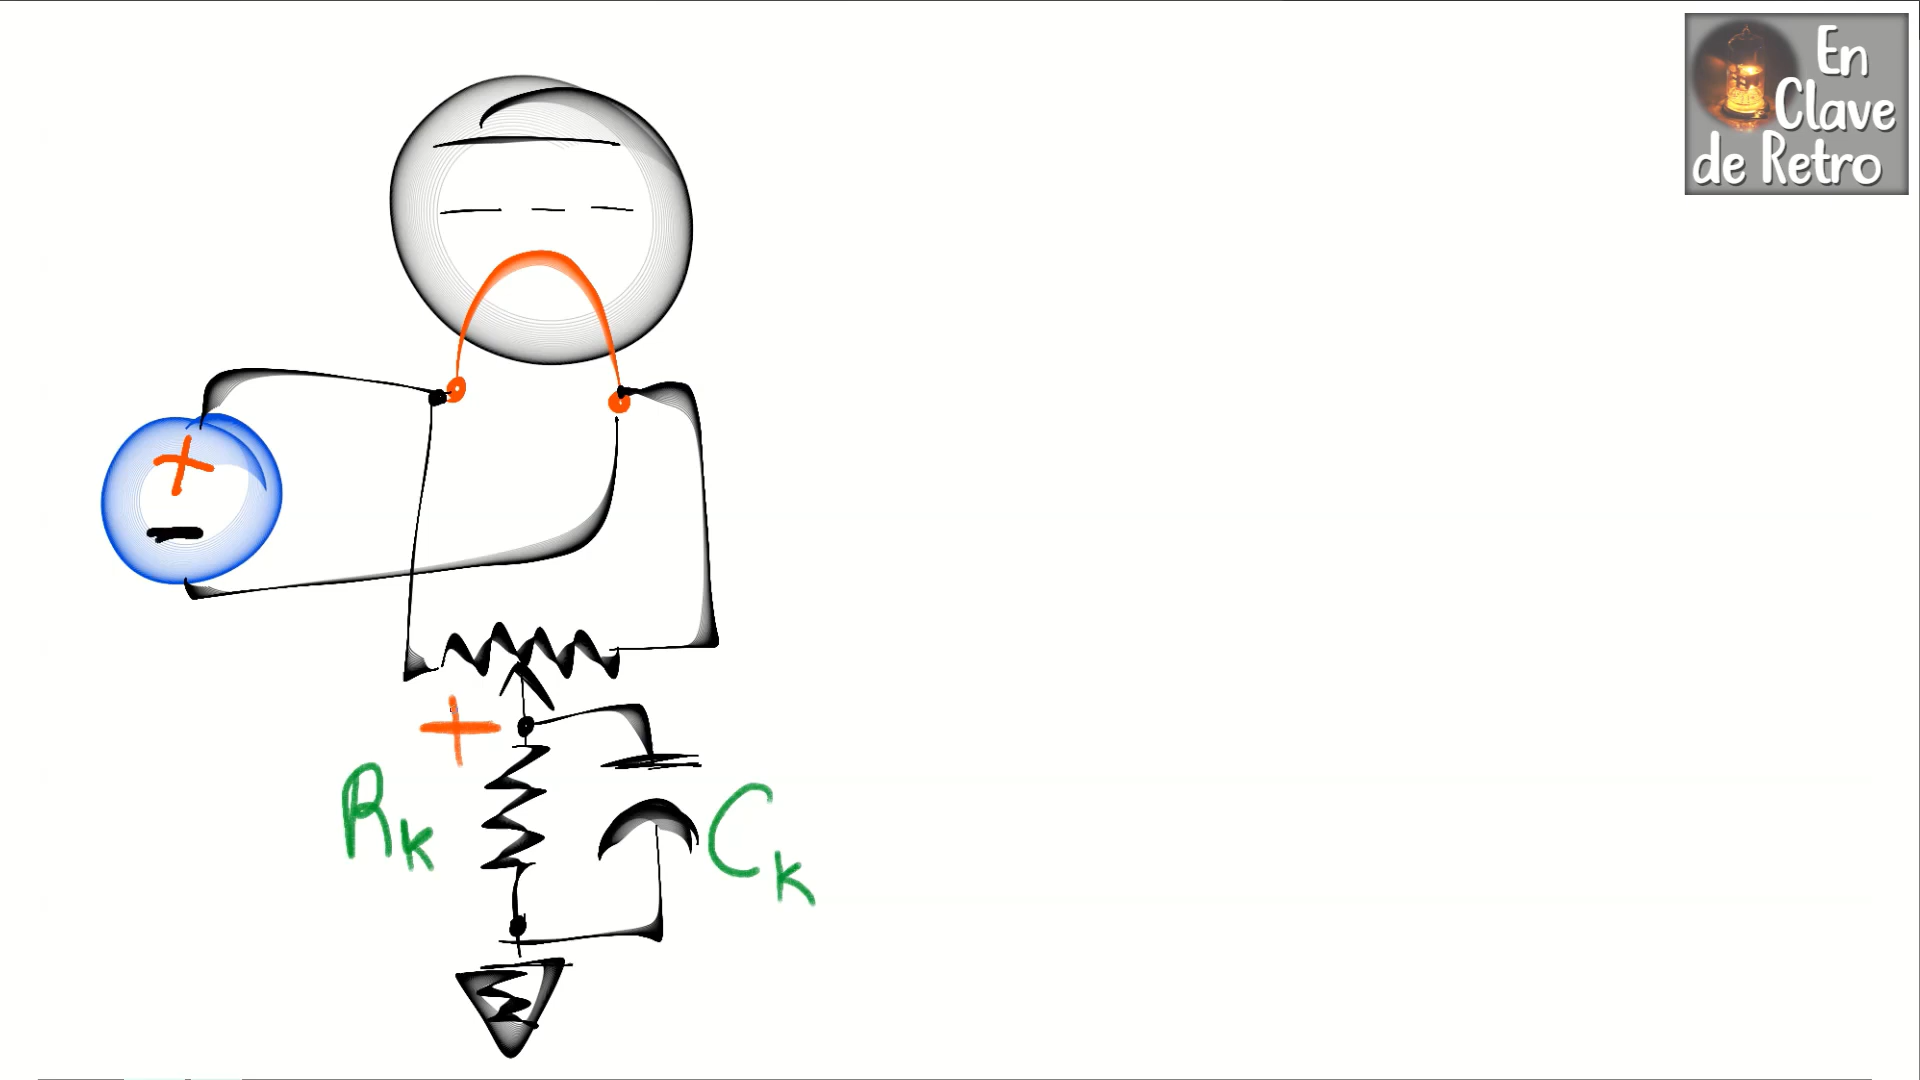 En
Clave
de Retro
+
−
+
Rk
Ck